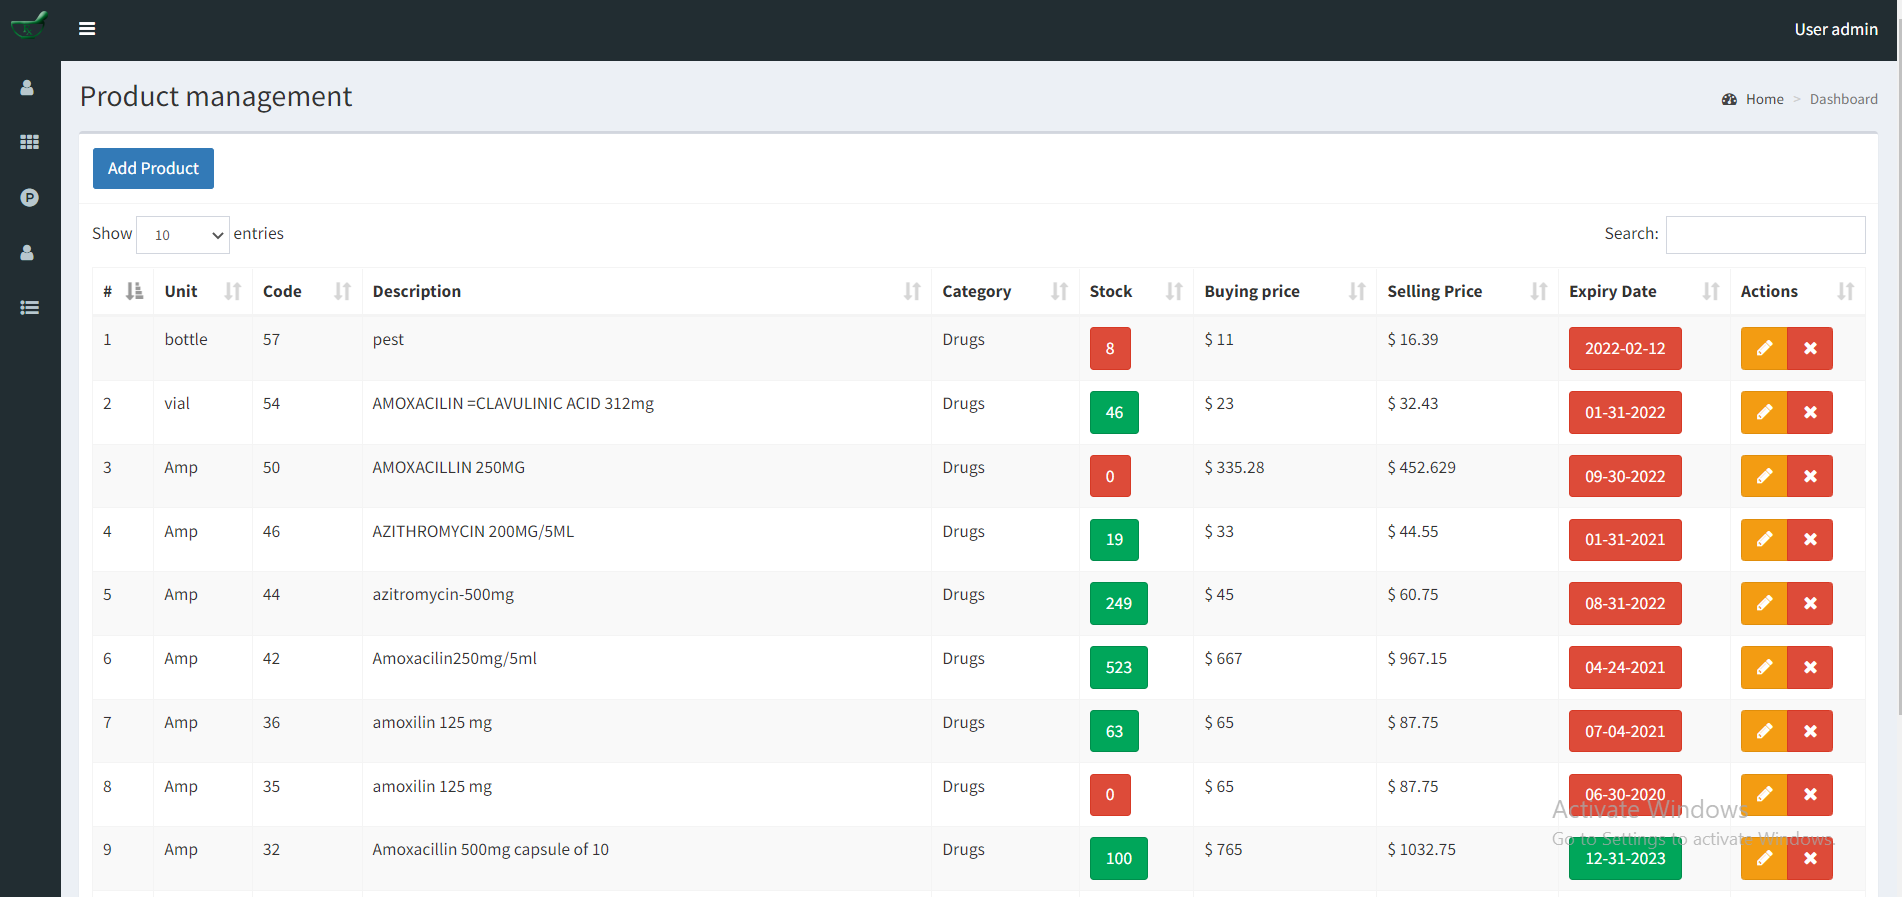 User admin
Product management
Home > Dashboard
Add Product
Show 10 entries
Search:
# Unit Code Description Category Stock Buying price Selling Price Expiry Date Actions
1 bottle 57 pest Drugs 8 $ 11 $ 16.39 2022-02-12
2 vial 54 AMOXACILIN =CLAVULINIC ACID 312mg Drugs 46 $ 23 $ 32.43 01-31-2022
3 Amp 50 AMOXACILLIN 250MG Drugs 0 $ 335.28 $ 452.629 09-30-2022
4 Amp 46 AZITHROMYCIN 200MG/5ML Drugs 19 $ 33 $ 44.55 01-31-2021
5 Amp 44 azitromycin-500mg Drugs 249 $ 45 $ 60.75 08-31-2022
6 Amp 42 Amoxacilin250mg/5ml Drugs 523 $ 667 $ 967.15 04-24-2021
7 Amp 36 amoxilin 125 mg Drugs 63 $ 65 $ 87.75 07-04-2021
8 Amp 35 amoxilin 125 mg Drugs 0 $ 65 $ 87.75 06-30-2020
Activate Windows
Go to Settings to activate Windows.
9 Amp 32 Amoxacillin 500mg capsule of 10 Drugs 100 $ 765 $ 1032.75 12-31-2023